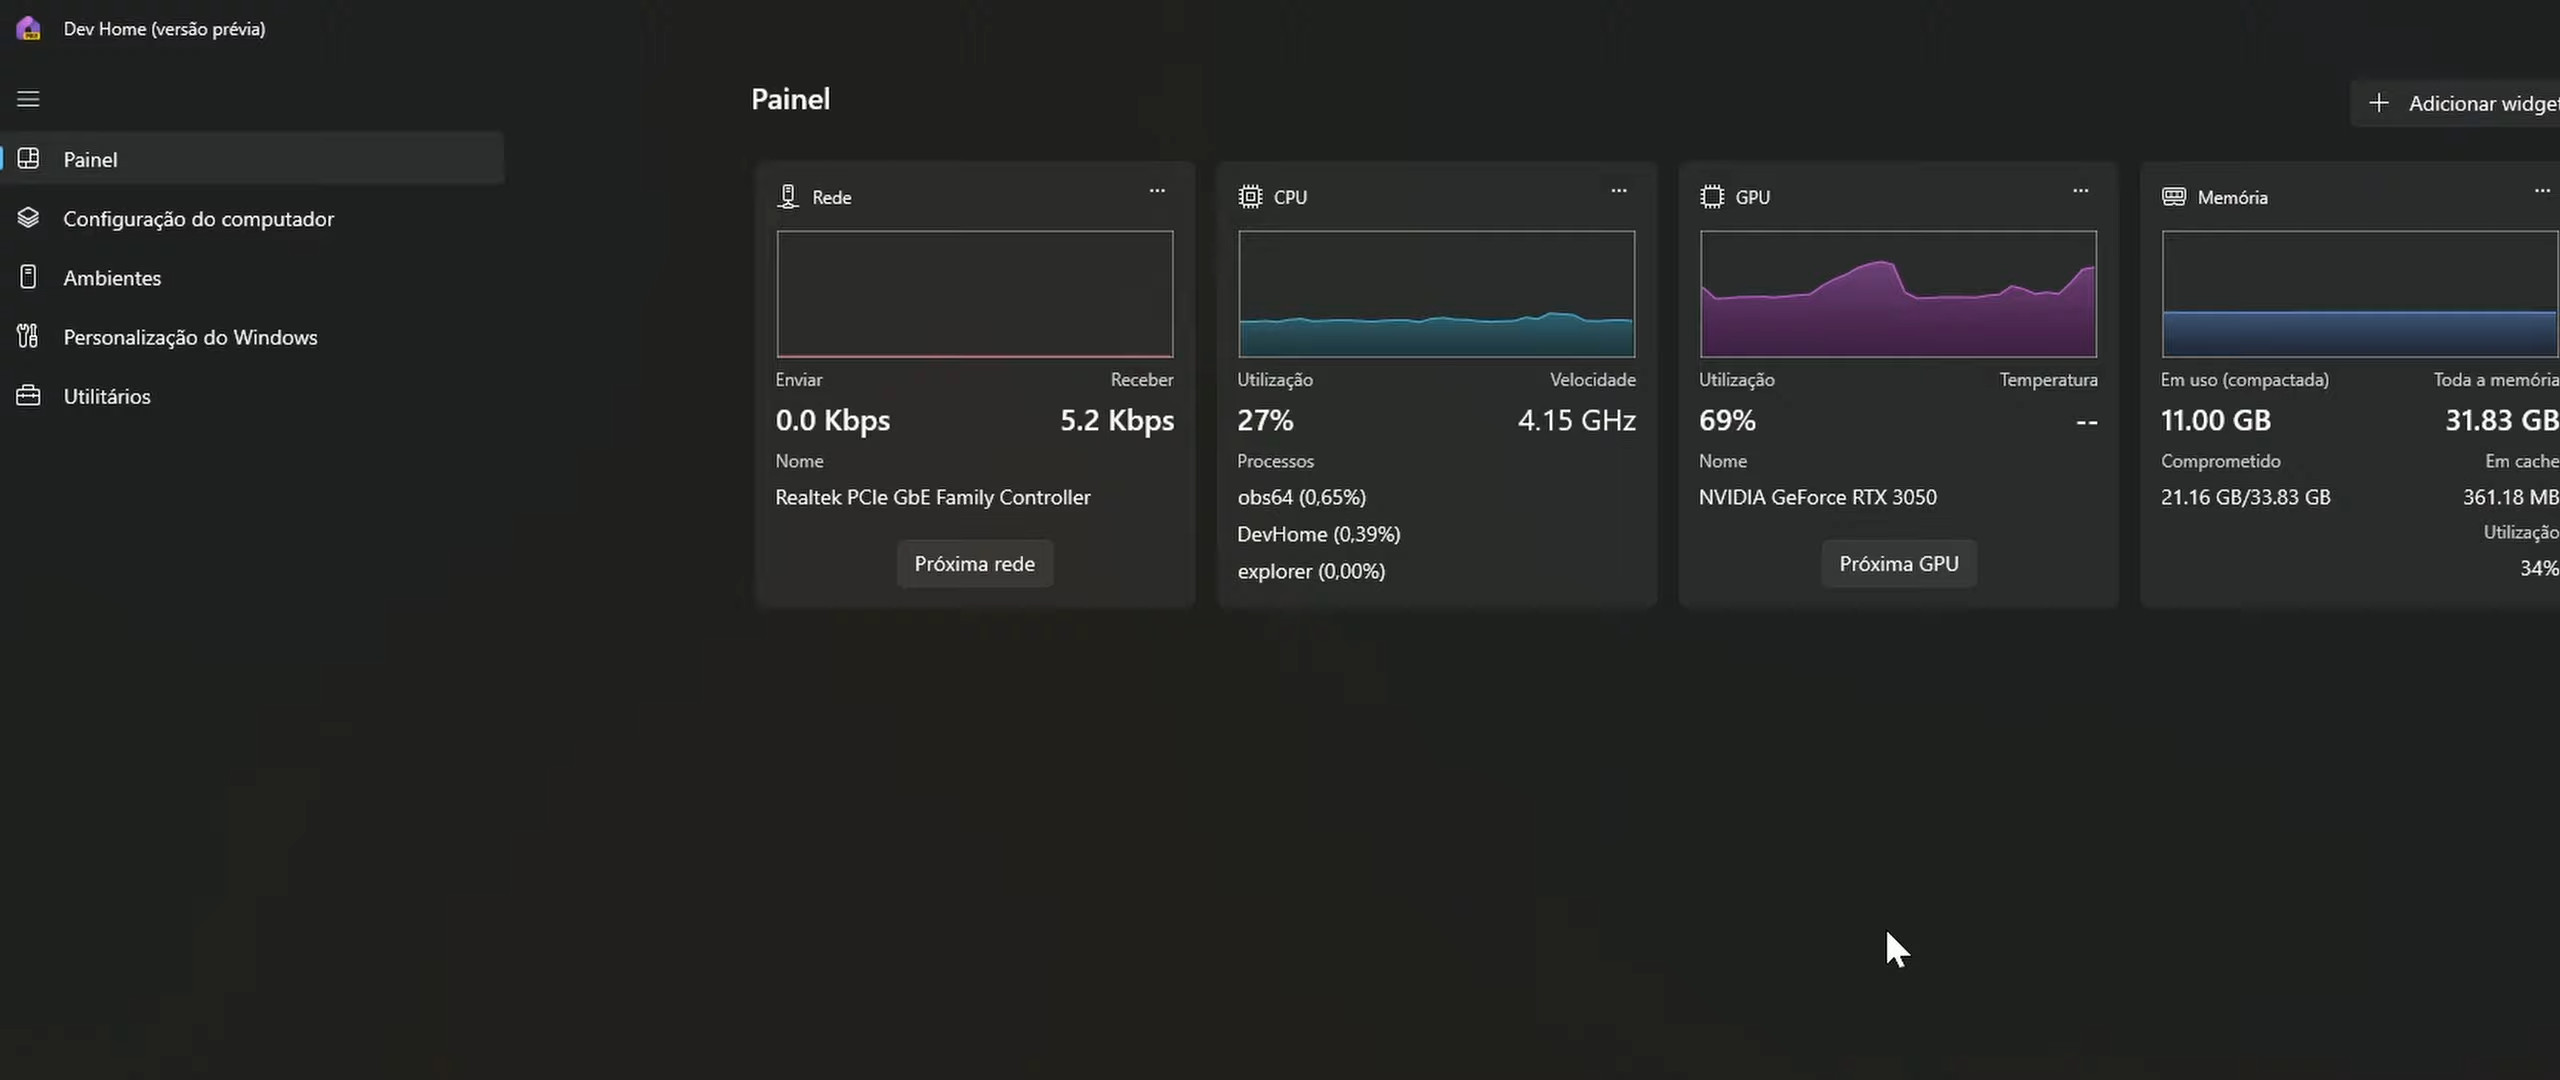 Dev Home (versão prévia)
Painel
Configuração do computador
Ambientes
Personalização do Windows
Utilitários
Painel
Adicionar widget
Rede
Enviar Receber
0.0 Kbps 5.2 Kbps
Nome
Realtek PCIe GbE Family Controller
Próxima rede
CPU
Utilização Velocidade
27% 4.15 GHz
Processos
obs64 (0,65%)
DevHome (0,39%)
explorer (0,00%)
GPU
Utilização Temperatura
69% --
Nome
NVIDIA GeForce RTX 3050
Próxima GPU
Memória
Em uso (compactada) Toda a memória
11.00 GB 31.83 GB
Comprometido Em cache
21.16 GB/33.83 GB 361.18 MB
Utilização
34%